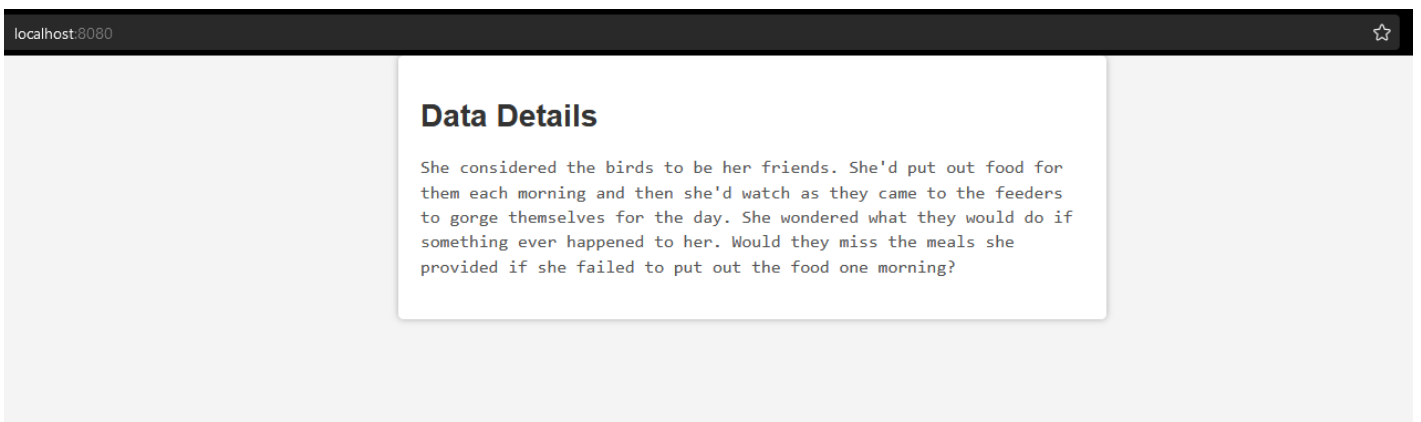 localhost:8080
Data Details
She considered the birds to be her friends. She'd put out food for
them each morning and then she'd watch as they came to the feeders
to gorge themselves for the day. She wondered what they would do if
something ever happened to her. Would they miss the meals she
provided if she failed to put out the food one morning?